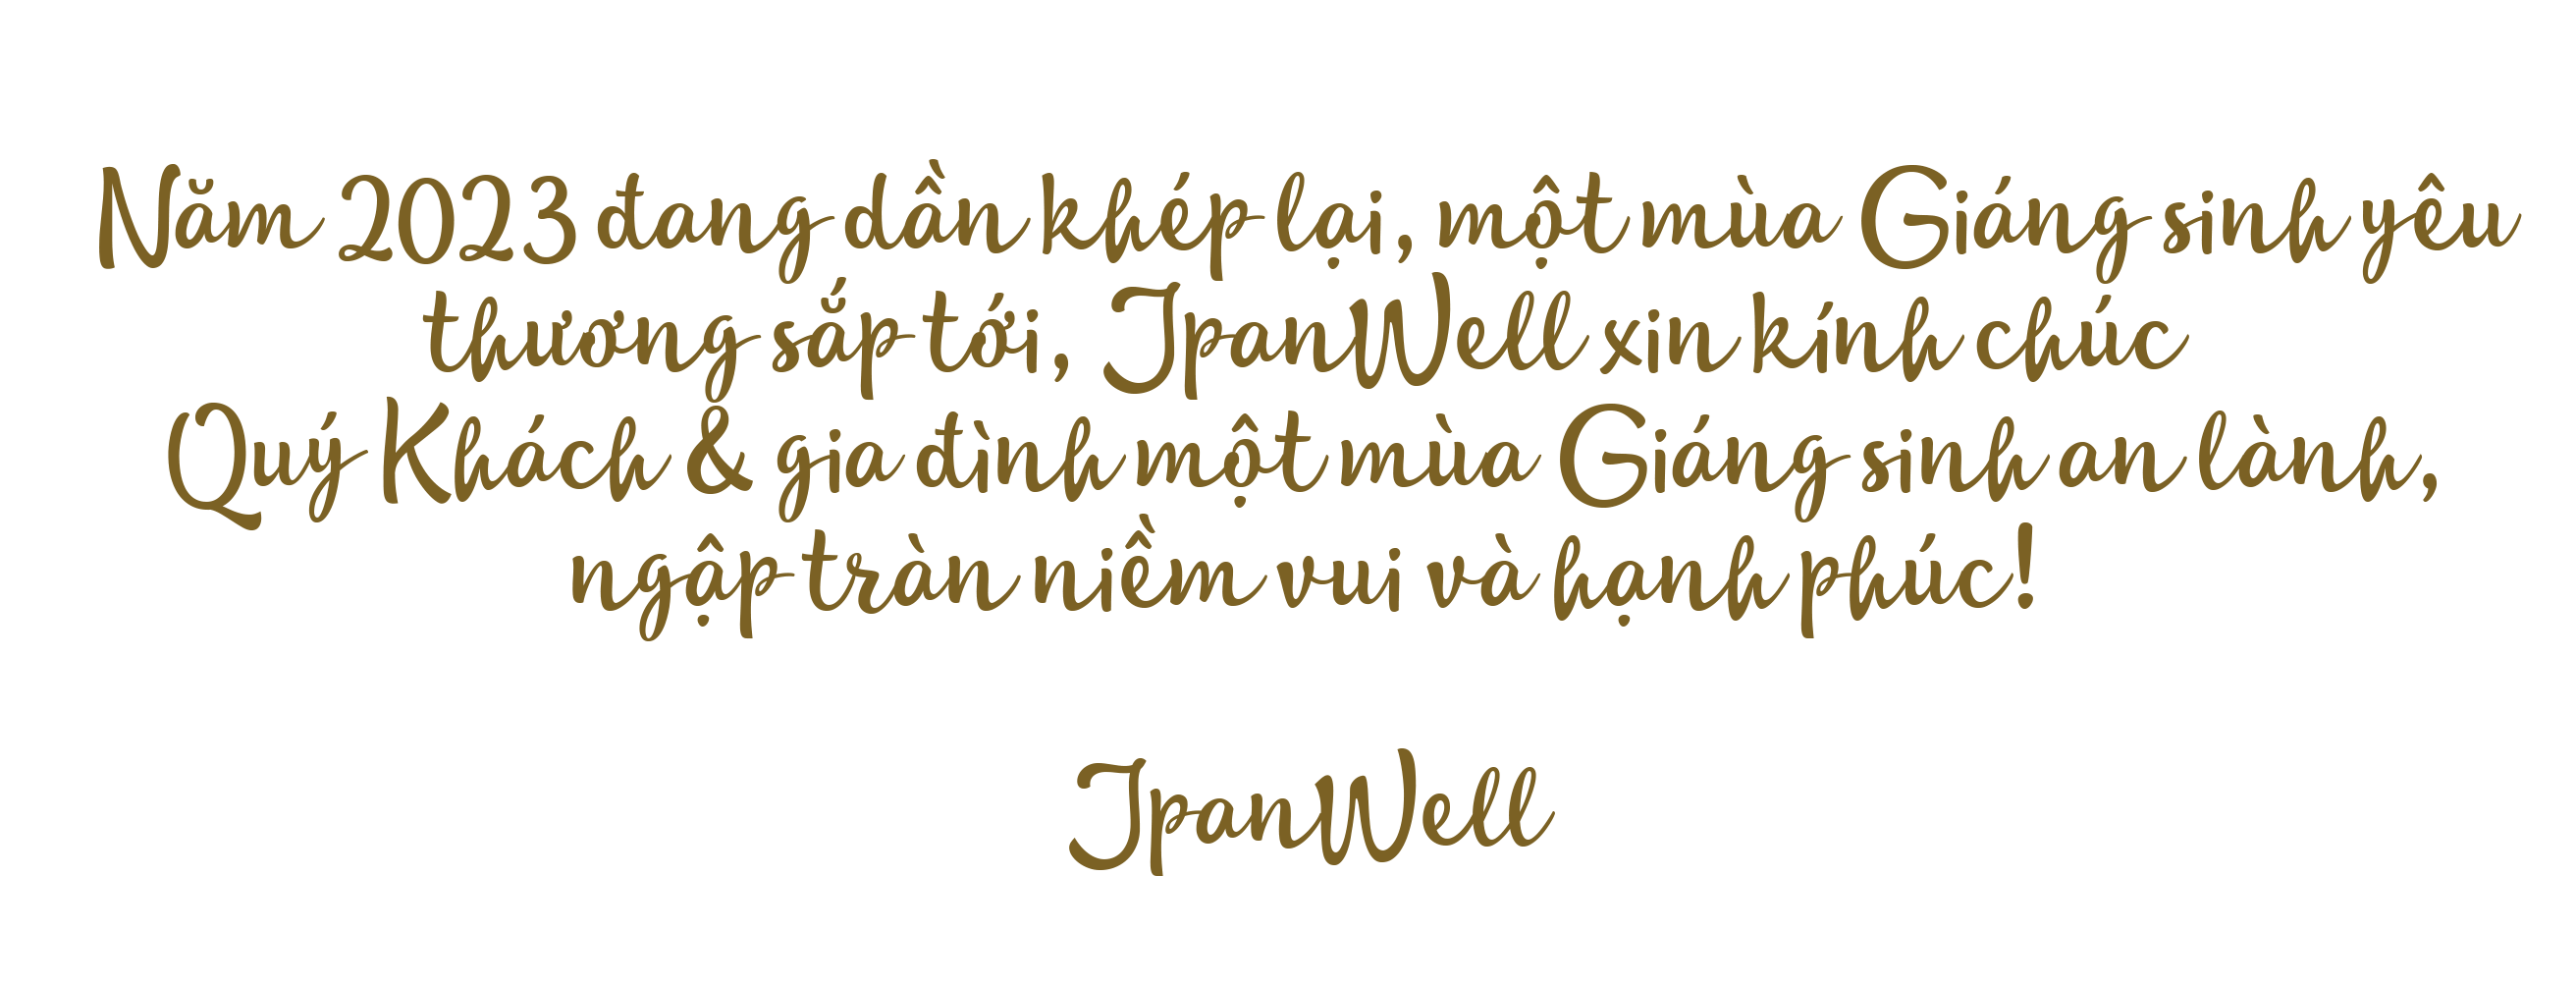 Năm 2023 đang dần khép lại, một mùa Giáng sinh yêu
thương sắp tới, JpanWell xin kính chúc
Quý Khách & gia đình một mùa Giáng sinh an lành,
ngập tràn niềm vui và hạnh phúc!
JpanWell